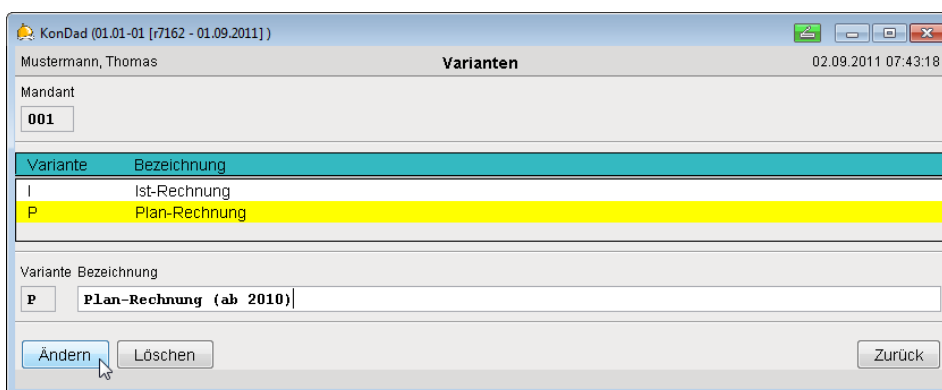 KonDad (01.01-01 [r7162 - 01.09.2011] )
Mustermann, Thomas Varianten 02.09.2011 07:43:18
Mandant
001
Variante Bezeichnung
I Ist-Rechnung
P Plan-Rechnung
Variante Bezeichnung
P Plan-Rechnung (ab 2010)
Ändern Löschen Zurück